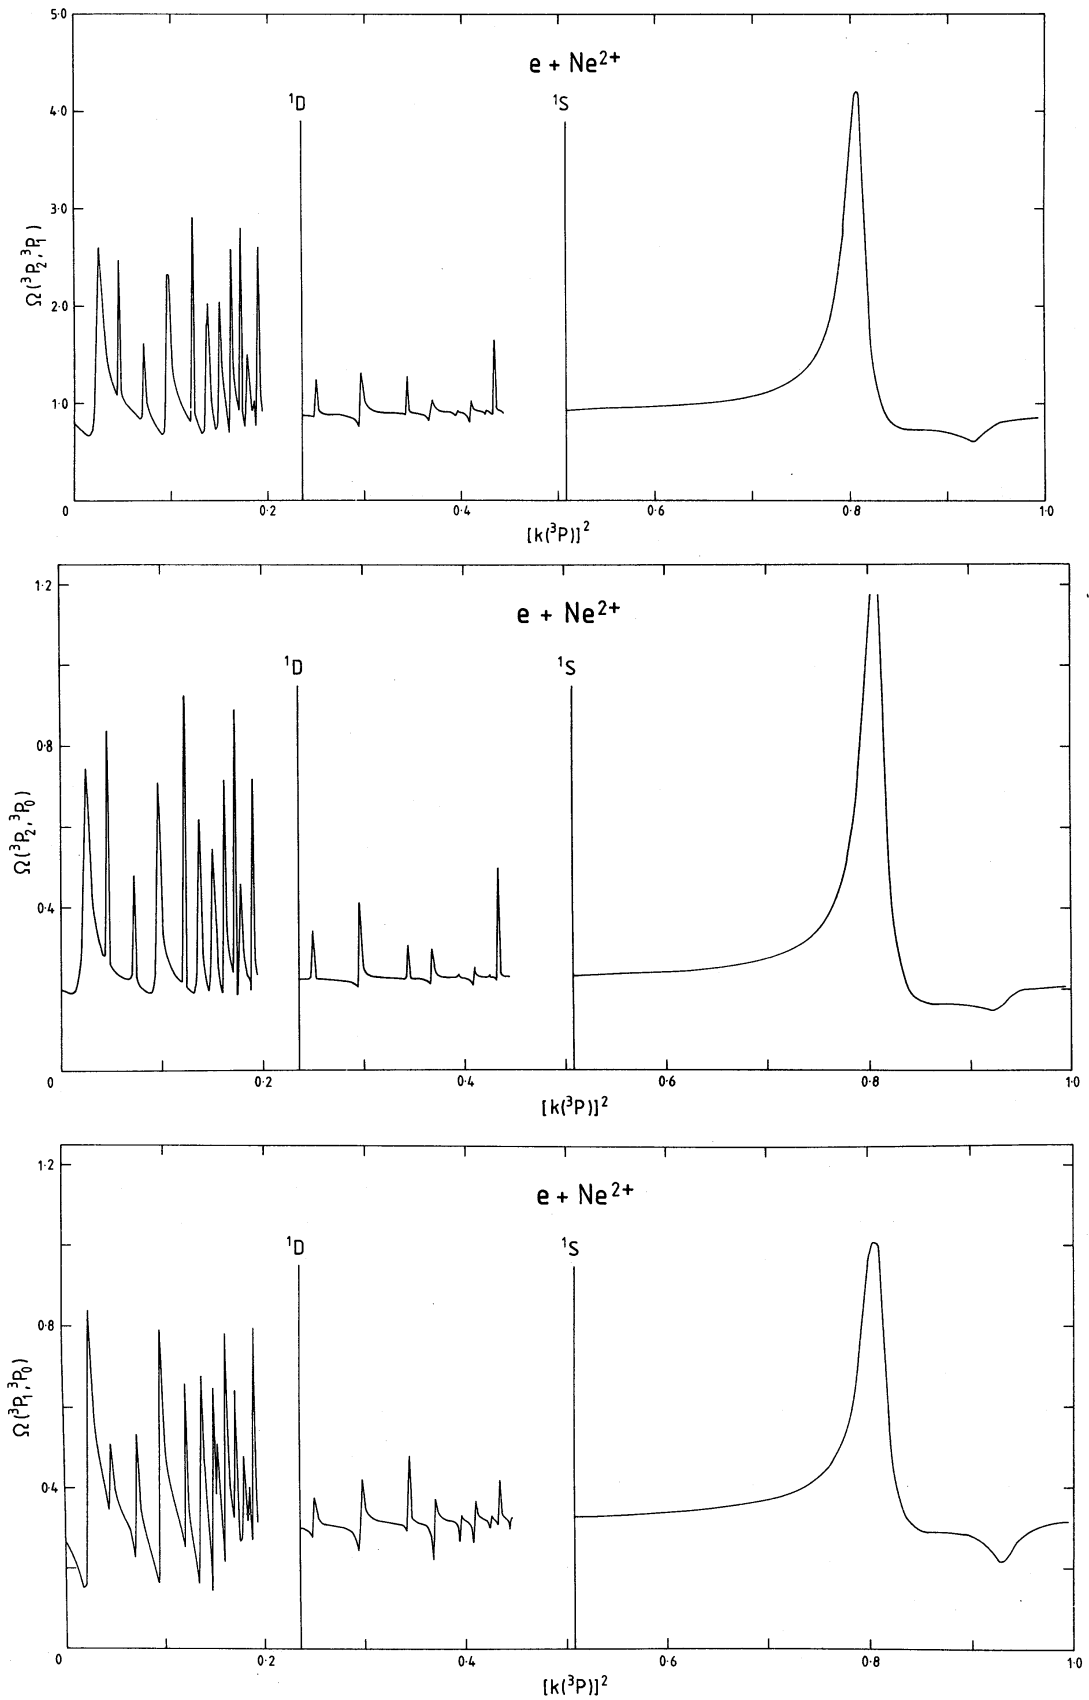 5·0
e + Ne²⁺
¹D
¹S
4·0
3·0
Ω(³P₂,³P₁)
2·0
1·0
0 0·2 0·4 0·6 0·8 1·0
[k(³P)]²
1·2
e + Ne²⁺
¹D
¹S
0·8
Ω(³P₂,³P₀)
0·4
0 0·2 0·4 0·6 0·8 1·0
[k(³P)]²
1·2
e + Ne²⁺
¹D
¹S
0·8
Ω(³P₁,³P₀)
0·4
0 0·2 0·4 0·6 0·8 1·0
[k(³P)]²